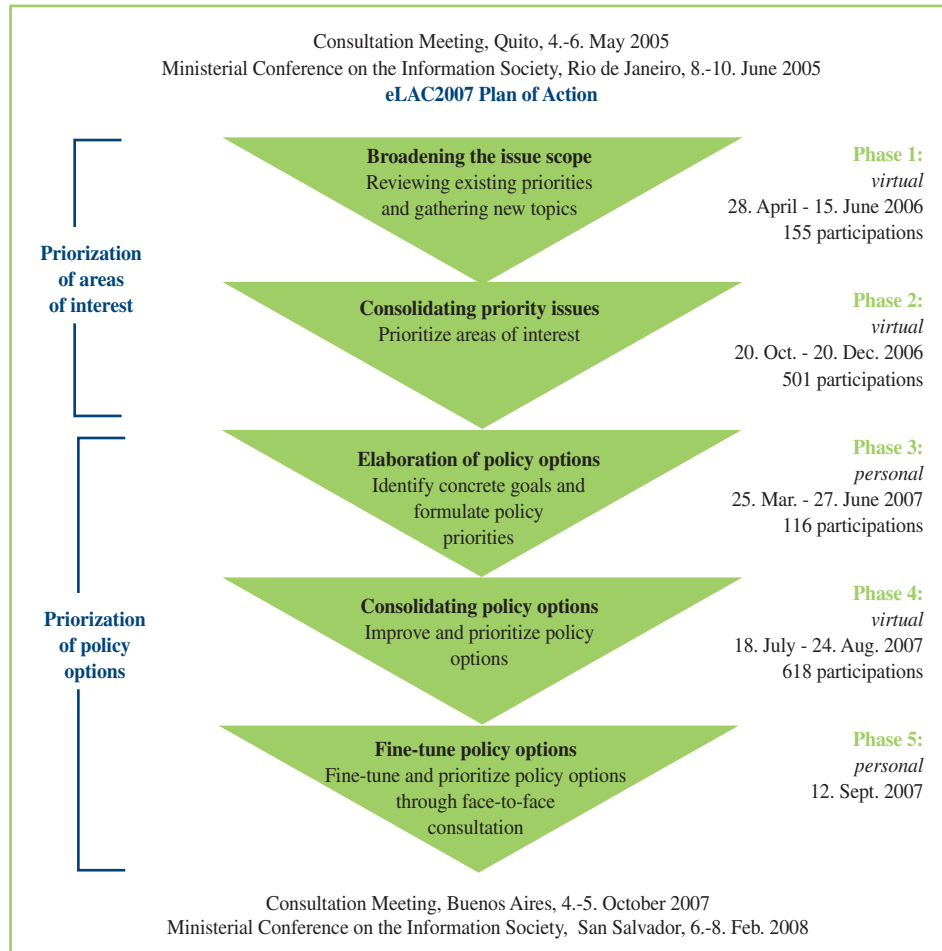 Consultation Meeting, Quito, 4.-6. May 2005
Ministerial Conference on the Information Society, Rio de Janeiro, 8.-10. June 2005
eLAC2007 Plan of Action
Priorization
of areas
of interest
Broadening the issue scope
Reviewing existing priorities
and gathering new topics
Phase 1:
virtual
28. April - 15. June 2006
155 participations
Consolidating priority issues
Prioritize areas of interest
Phase 2:
virtual
20. Oct. - 20. Dec. 2006
501 participations
Priorization
of policy
options
Elaboration of policy options
Identify concrete goals and
formulate policy
priorities
Phase 3:
personal
25. Mar. - 27. June 2007
116 participations
Consolidating policy options
Improve and prioritize policy
options
Phase 4:
virtual
18. July - 24. Aug. 2007
618 participations
Fine-tune policy options
Fine-tune and prioritize policy options
through face-to-face
consultation
Phase 5:
personal
12. Sept. 2007
Consultation Meeting, Buenos Aires, 4.-5. October 2007
Ministerial Conference on the Information Society, San Salvador, 6.-8. Feb. 2008